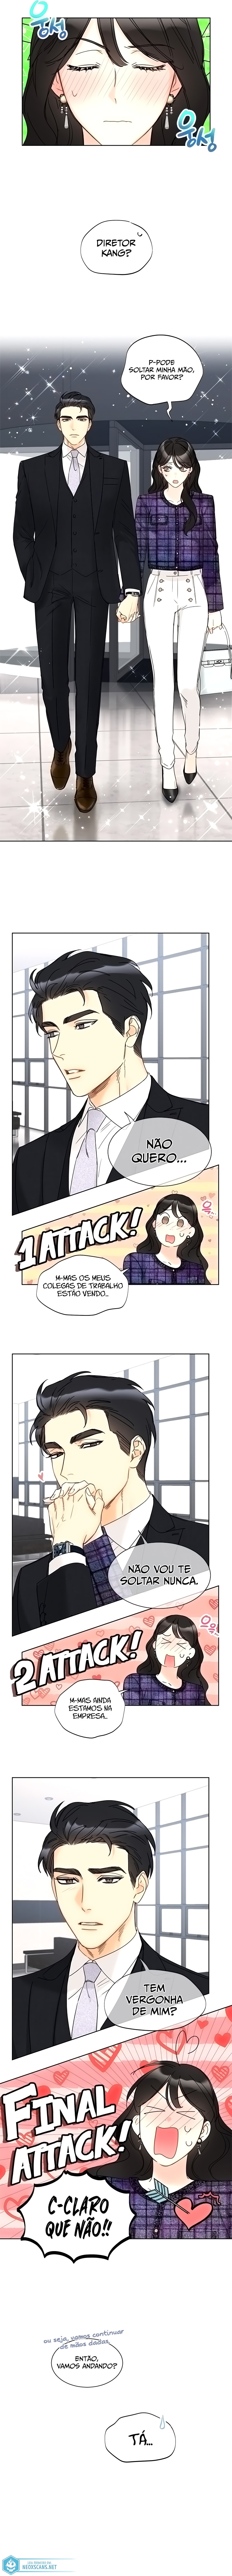 웅성
웅성
DIRETOR
KANG?
P-PODE
SOLTAR MINHA MÃO,
POR FAVOR?
NÃO
QUERO...
1 ATTACK!
M-MAS OS MEUS
COLEGAS DE TRABALHO
ESTÃO VENDO...
NÃO VOU TE
SOLTAR NUNCA.
2 ATTACK!
M-MAS AINDA
ESTAMOS NA
EMPRESA...
TEM
VERGONHA
DE MIM?
FINAL
ATTACK!
C-CLARO
QUE NÃO!!
ou seja, vamos continuar
de mãos dadas
ENTÃO,
VAMOS ANDANDO?
TÁ...
NEOXSCANS.NET